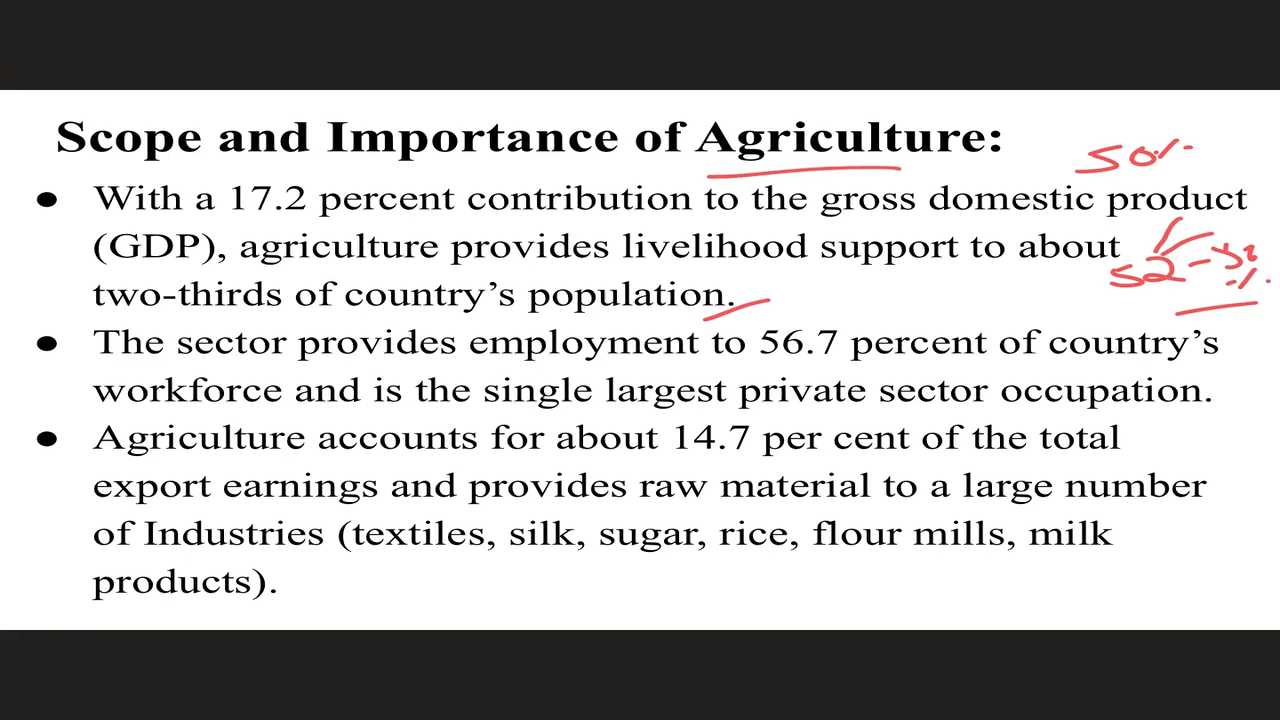 Scope and Importance of Agriculture:
50%
● With a 17.2 percent contribution to the gross domestic product
(GDP), agriculture provides livelihood support to about
52 -
two-thirds of country's population.
● The sector provides employment to 56.7 percent of country's
workforce and is the single largest private sector occupation.
● Agriculture accounts for about 14.7 per cent of the total
export earnings and provides raw material to a large number
of Industries (textiles, silk, sugar, rice, flour mills, milk
products).